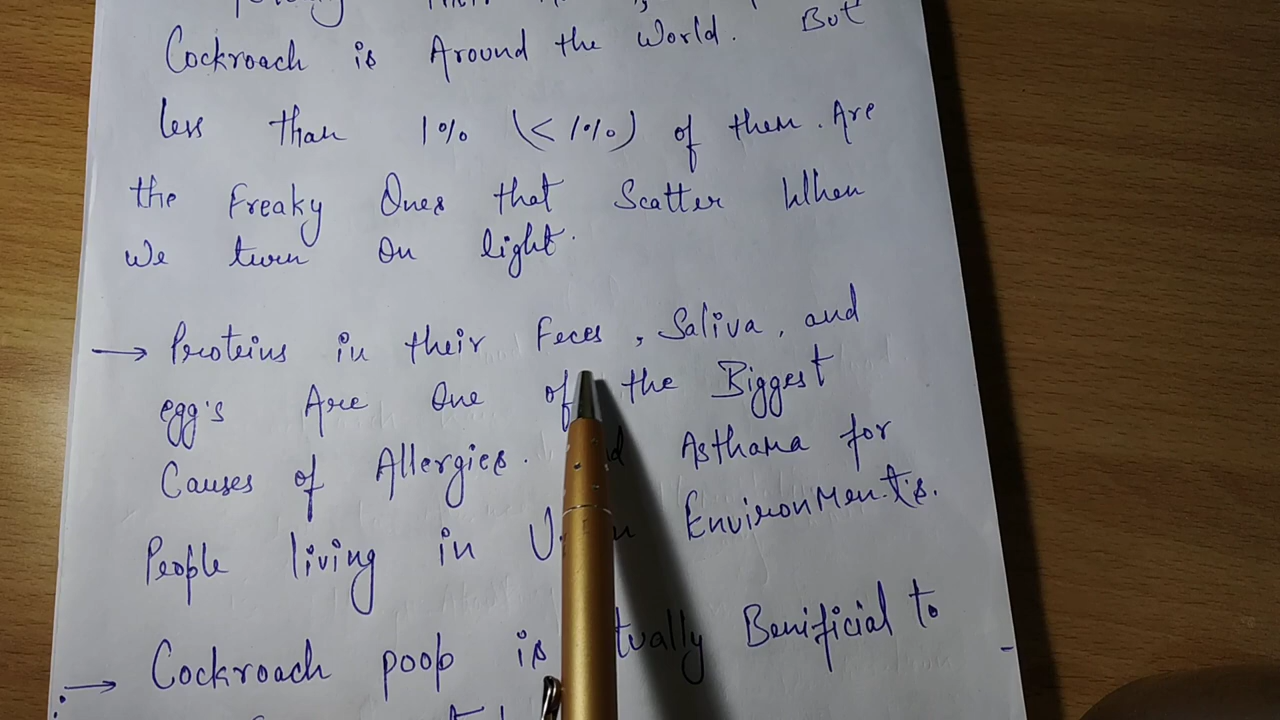 Cockroach is Around the World. But
less than 1% (<1%) of them. Are
the Freaky Ones that Scatter When
We turn On light.
→ Proteins in their Feces, Saliva, and
egg's Are One of the Biggest
Causes of Allergies. Asthama for
People living in Environment's.
→ Cockroach poop is Benificial to